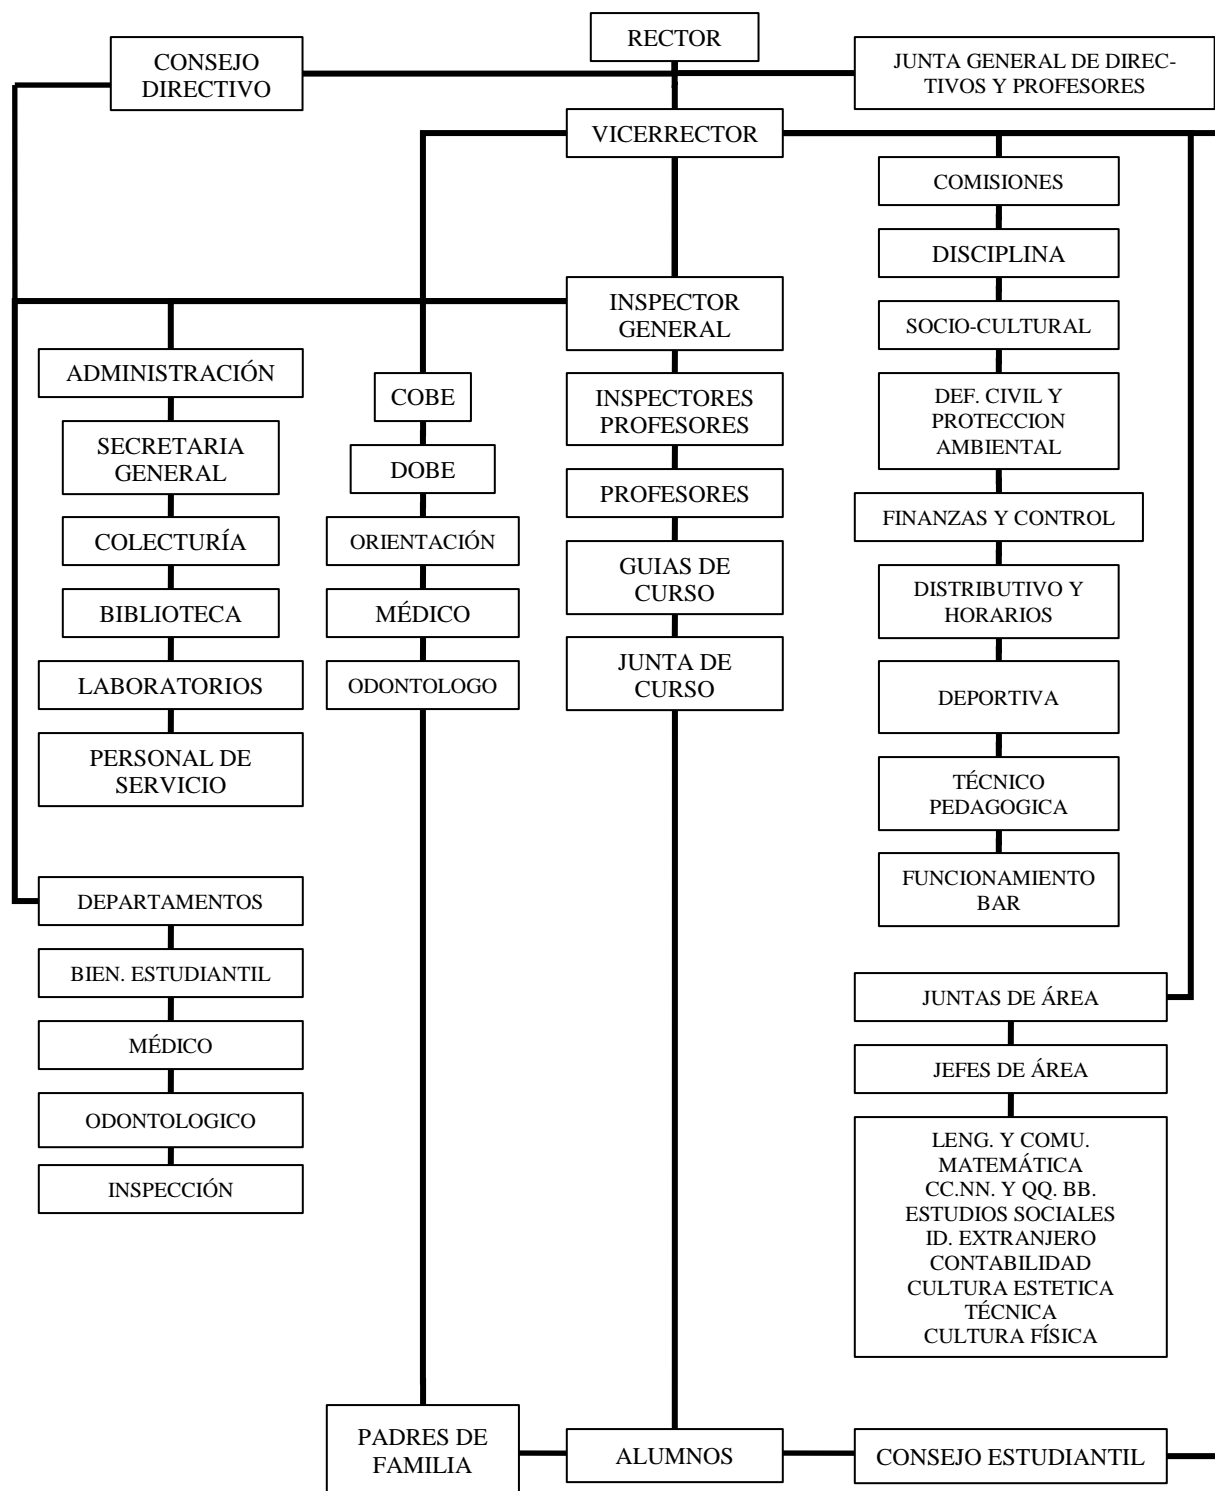 RECTOR
CONSEJO
DIRECTIVO
JUNTA GENERAL DE DIREC-
TIVOS Y PROFESORES
VICERRECTOR
COMISIONES
DISCIPLINA
SOCIO-CULTURAL
DEF. CIVIL Y
PROTECCION
AMBIENTAL
FINANZAS Y CONTROL
DISTRIBUTIVO Y
HORARIOS
DEPORTIVA
TÉCNICO
PEDAGOGICA
FUNCIONAMIENTO
BAR
INSPECTOR
GENERAL
INSPECTORES
PROFESORES
PROFESORES
GUIAS DE
CURSO
JUNTA DE
CURSO
COBE
DOBE
ORIENTACIÓN
MÉDICO
ODONTOLOGO
ADMINISTRACIÓN
SECRETARIA
GENERAL
COLECTURÍA
BIBLIOTECA
LABORATORIOS
PERSONAL DE
SERVICIO
DEPARTAMENTOS
BIEN. ESTUDIANTIL
MÉDICO
ODONTOLOGICO
INSPECCIÓN
JUNTAS DE ÁREA
JEFES DE ÁREA
LENG. Y COMU.
MATEMÁTICA
CC.NN. Y QQ. BB.
ESTUDIOS SOCIALES
ID. EXTRANJERO
CONTABILIDAD
CULTURA ESTETICA
TÉCNICA
CULTURA FÍSICA
PADRES DE
FAMILIA
ALUMNOS
CONSEJO ESTUDIANTIL